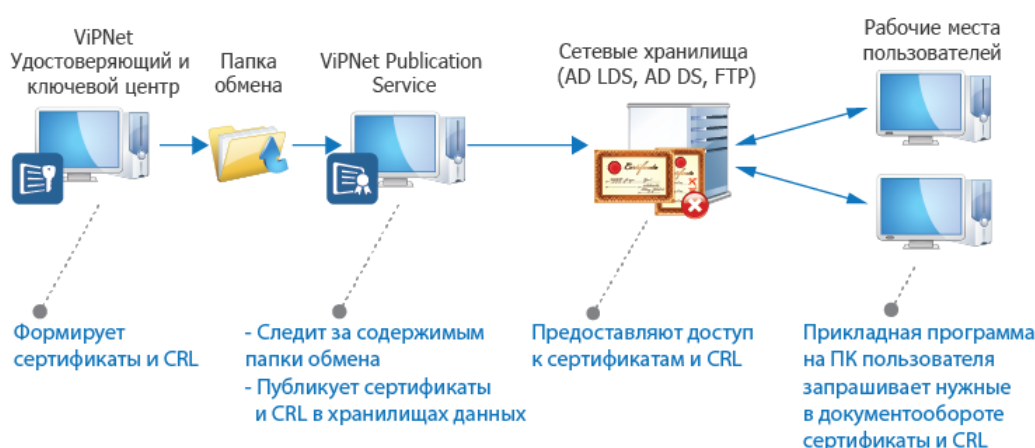 ViPNet
Удостоверяющий и
ключевой центр
Папка
обмена
ViPNet Publication
Service
Сетевые хранилища
(AD LDS, AD DS, FTP)
Рабочие места
пользователей
Формирует
сертификаты и CRL
- Следит за содержимым
папки обмена
- Публикует сертификаты
и CRL в хранилищах данных
Предоставляют доступ
к сертификатам и CRL
Прикладная программа
на ПК пользователя
запрашивает нужные
в документообороте
сертификаты и CRL